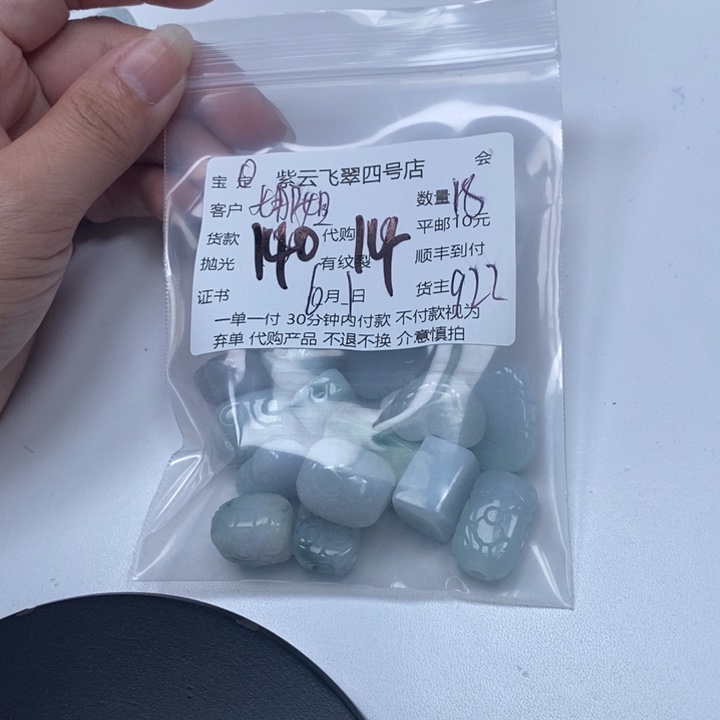 宝 定 紫云飞翠四号店 会
客户 数量 18
货款 140 代购 14 平邮10元
抛光 有纹裂 顺丰到付
证书 6月1日 货主 922
一单一付 30分钟内付款 不付款视为
弃单 代购产品 不退不换 介意慎拍